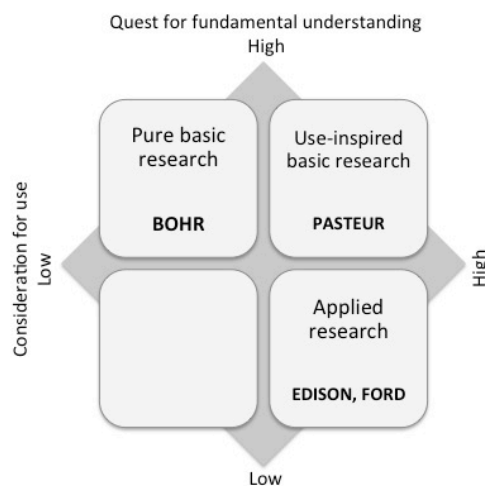 Quest for fundamental understanding
High
Pure basic
research
BOHR
Use-inspired
basic research
PASTEUR
Consideration for use
Low
High
Applied
research
EDISON, FORD
Low